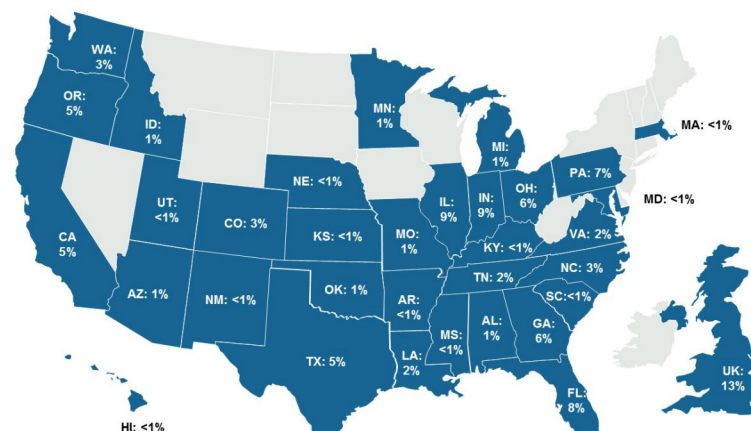 WA:
3%
OR:
5%
ID:
1%
MN:
1%
MI:
1%
MA: <1%
PA: 7%
MD: <1%
NE: <1%
IL:
9%
IN:
9%
OH:
6%
UT:
<1%
CO: 3%
KS: <1%
MO:
1%
KY: <1%
VA: 2%
CA
5%
AZ: 1%
NM: <1%
OK: 1%
AR:
<1%
TN: 2%
NC: 3%
SC:<1%
MS:
<1%
AL:
1%
GA:
6%
TX: 5%
LA:
2%
FL:
8%
UK:
13%
HI: <1%